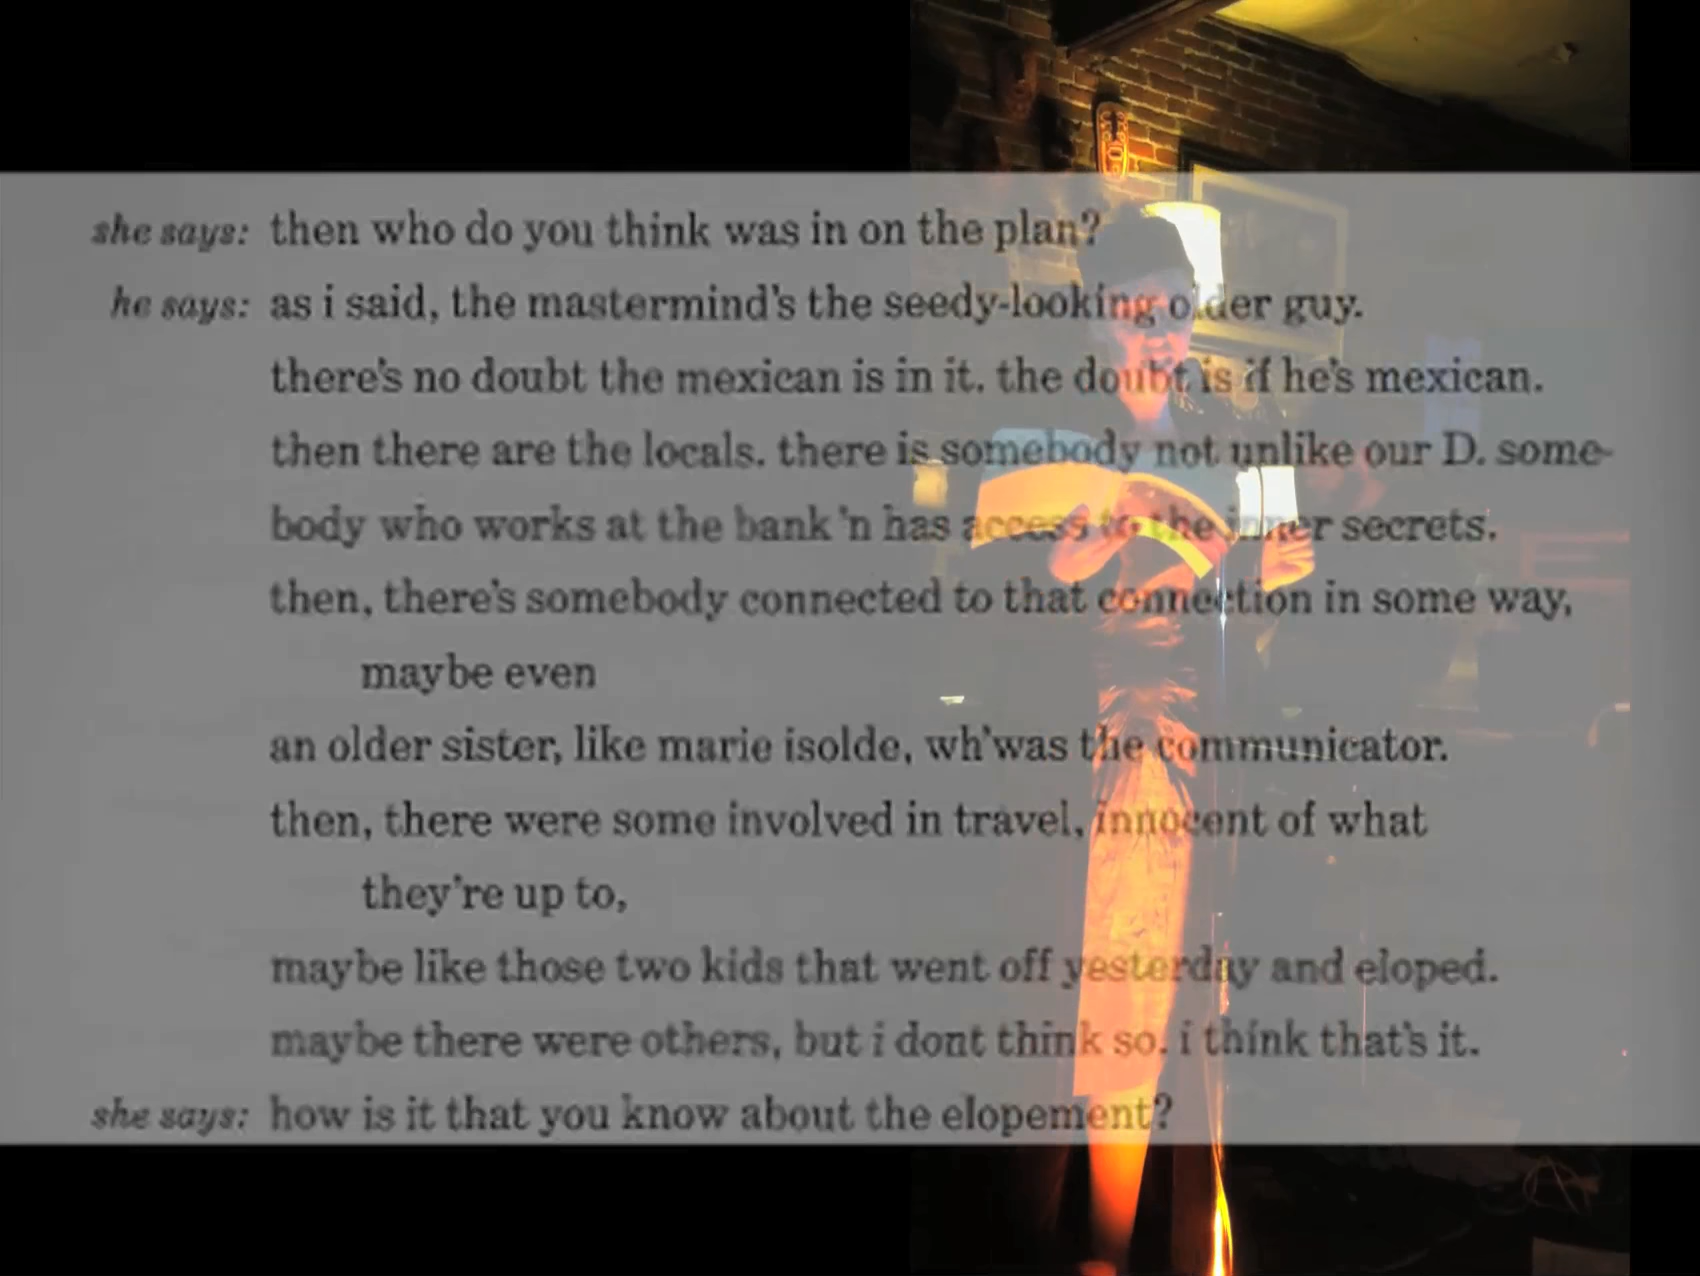 she says: then who do you think was in on the plan?
he says: as i said, the mastermind's the seedy-looking older guy.
there's no doubt the mexican is in it. the doubt is if he's mexican.
then there are the locals. there is somebody not unlike our D. some-
body who works at the bank 'n has access to the inner secrets.
then, there's somebody connected to that connection in some way,
maybe even
an older sister, like marie isolde, wh'was the communicator.
then, there were some involved in travel, innocent of what
they're up to,
maybe like those two kids that went off yesterday and eloped.
maybe there were others, but i dont think so. i think that's it.
she says: how is it that you know about the elopement?